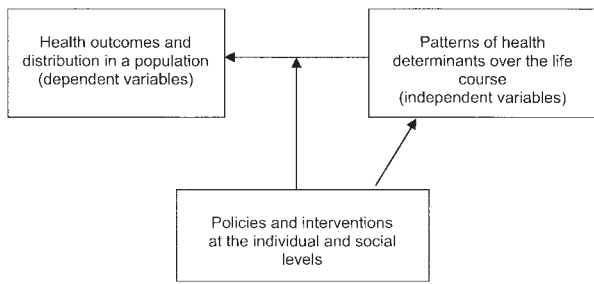 Health outcomes and
distribution in a population
(dependent variables)
Patterns of health
determinants over the life
course
(independent variables)
Policies and interventions
at the individual and social
levels